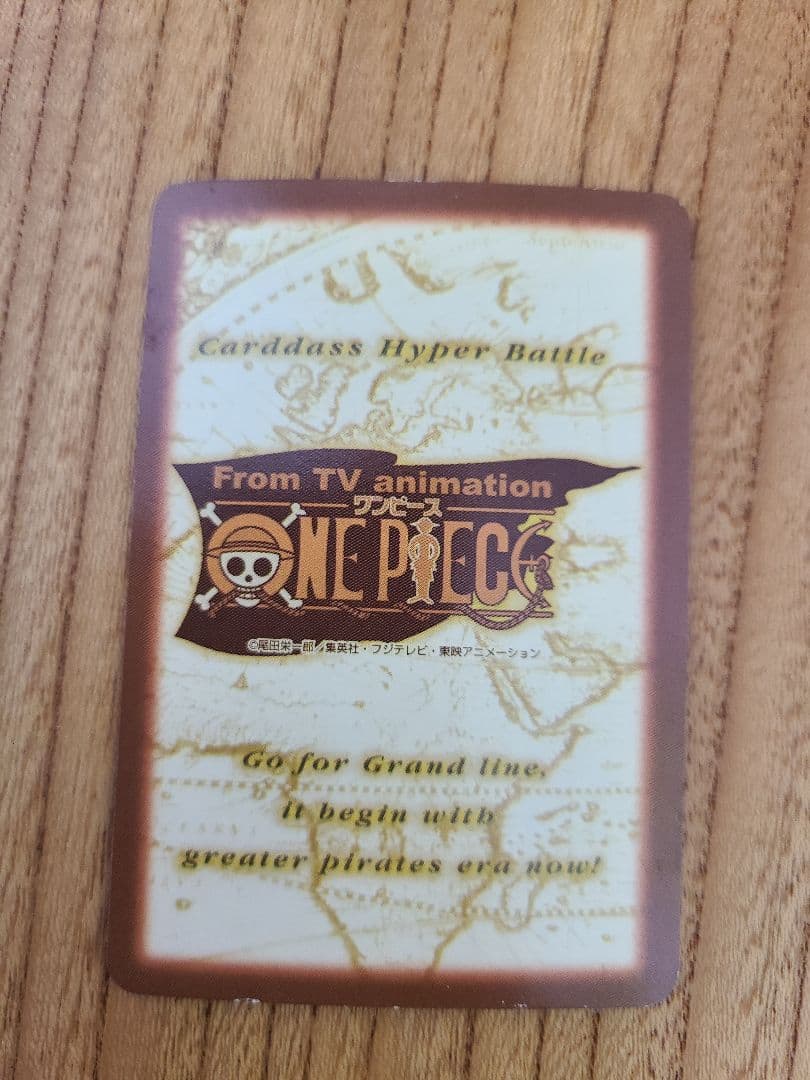 Carddass Hyper Battle
From TV animation
ワンピース
ONE PIECE
©尾田栄一郎／集英社・フジテレビ・東映アニメーション
Go for Grand line,
it begin with
greater pirates era now!